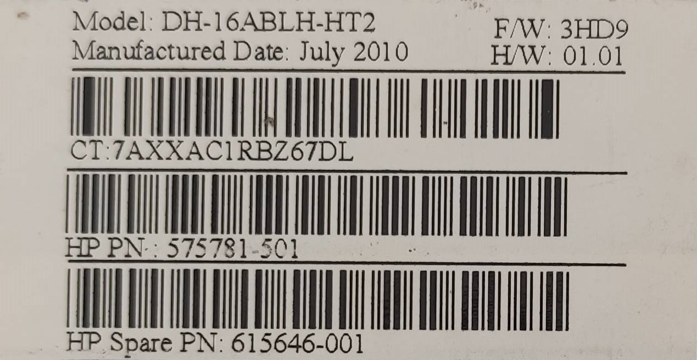 Model: DH-16ABLH-HT2 F/W: 3HD9
Manufactured Date: July 2010 H/W: 01.01
CT:7AXXAC1RBZ67DL
HP PN : 575781-501
HP Spare PN: 615646-001